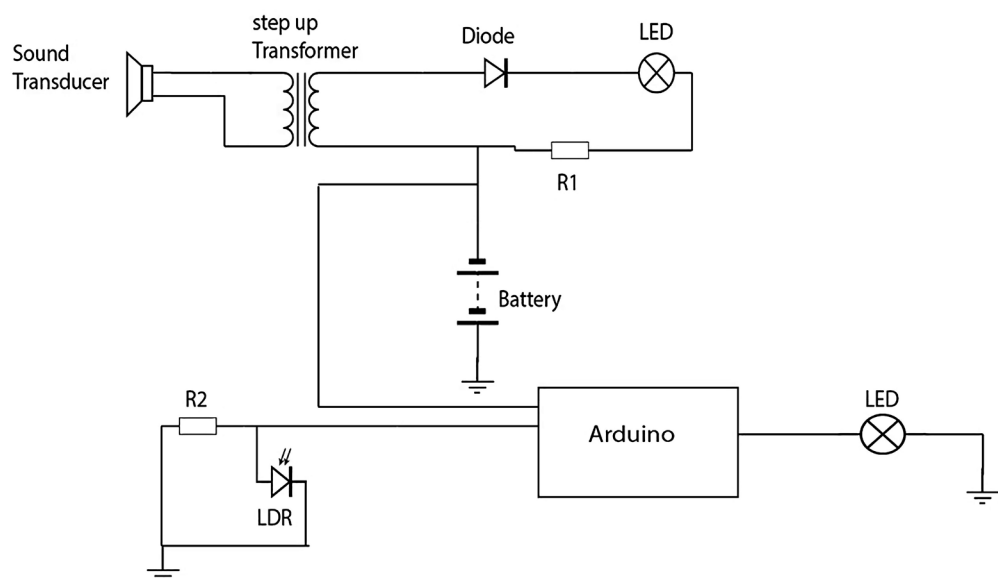 Sound
Transducer
step up
Transformer
Diode
LED
R1
Battery
R2
LDR
Arduino
LED